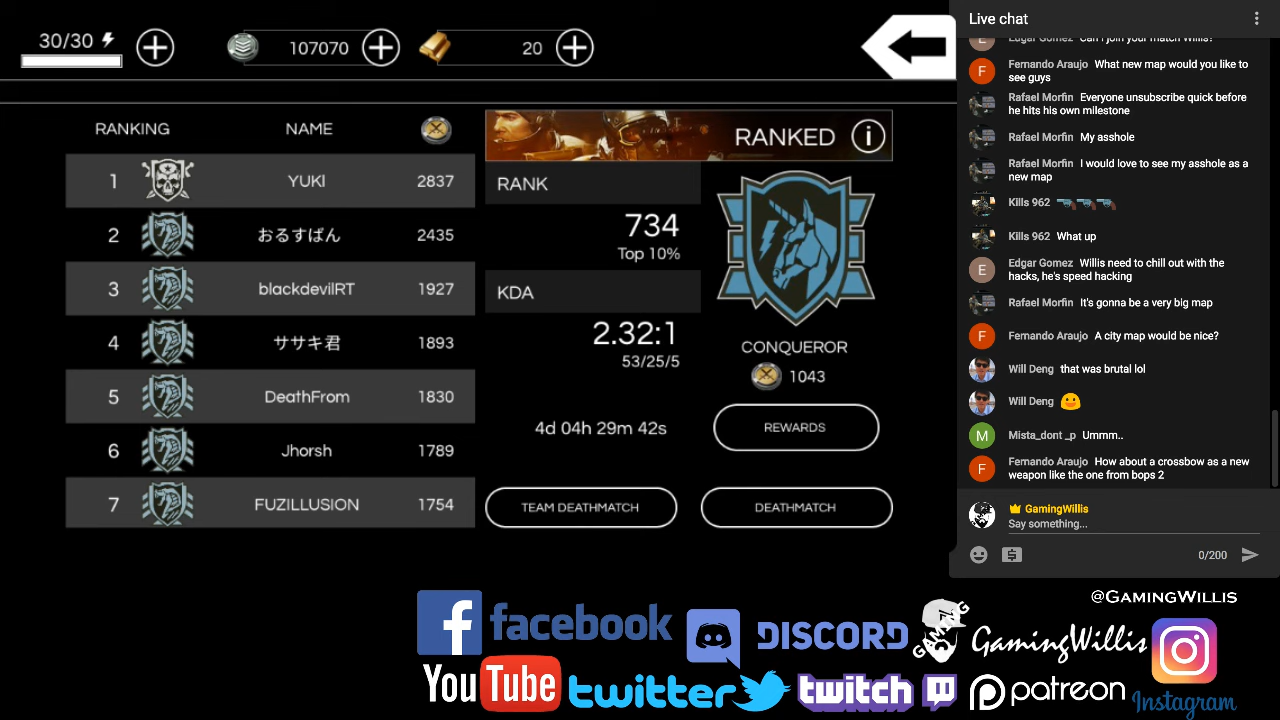 30/30
107070
20
RANKING NAME
1 YUKI 2837
2 おるすばん 2435
3 blackdevilRT 1927
4 ササキ君 1893
5 DeathFrom 1830
6 Jhorsh 1789
7 FUZILLUSION 1754
RANKED i
RANK
734
Top 10%
KDA
2.32:1
53/25/5
4d 04h 29m 42s
CONQUEROR
1043
REWARDS
TEAM DEATHMATCH
DEATHMATCH
Live chat
Edgar Gomez Can I join your match Willis?
F Fernando Araujo What new map would you like to
see guys
Rafael Morfin Everyone unsubscribe quick before
he hits his own milestone
Rafael Morfin My asshole
Rafael Morfin I would love to see my asshole as a
new map
Kills 962
Kills 962 What up
E Edgar Gomez Willis need to chill out with the
hacks, he's speed hacking
Rafael Morfin It's gonna be a very big map
F Fernando Araujo A city map would be nice?
Will Deng that was brutal lol
Will Deng
M Mista_dont _p Ummm..
F Fernando Araujo How about a crossbow as a new
weapon like the one from bops 2
GamingWillis
Say something...
0/200
@GAMINGWILLIS
f facebook
DISCORD
GAMING
GamingWillis
YouTube
twitter
twitch
patreon
Instagram